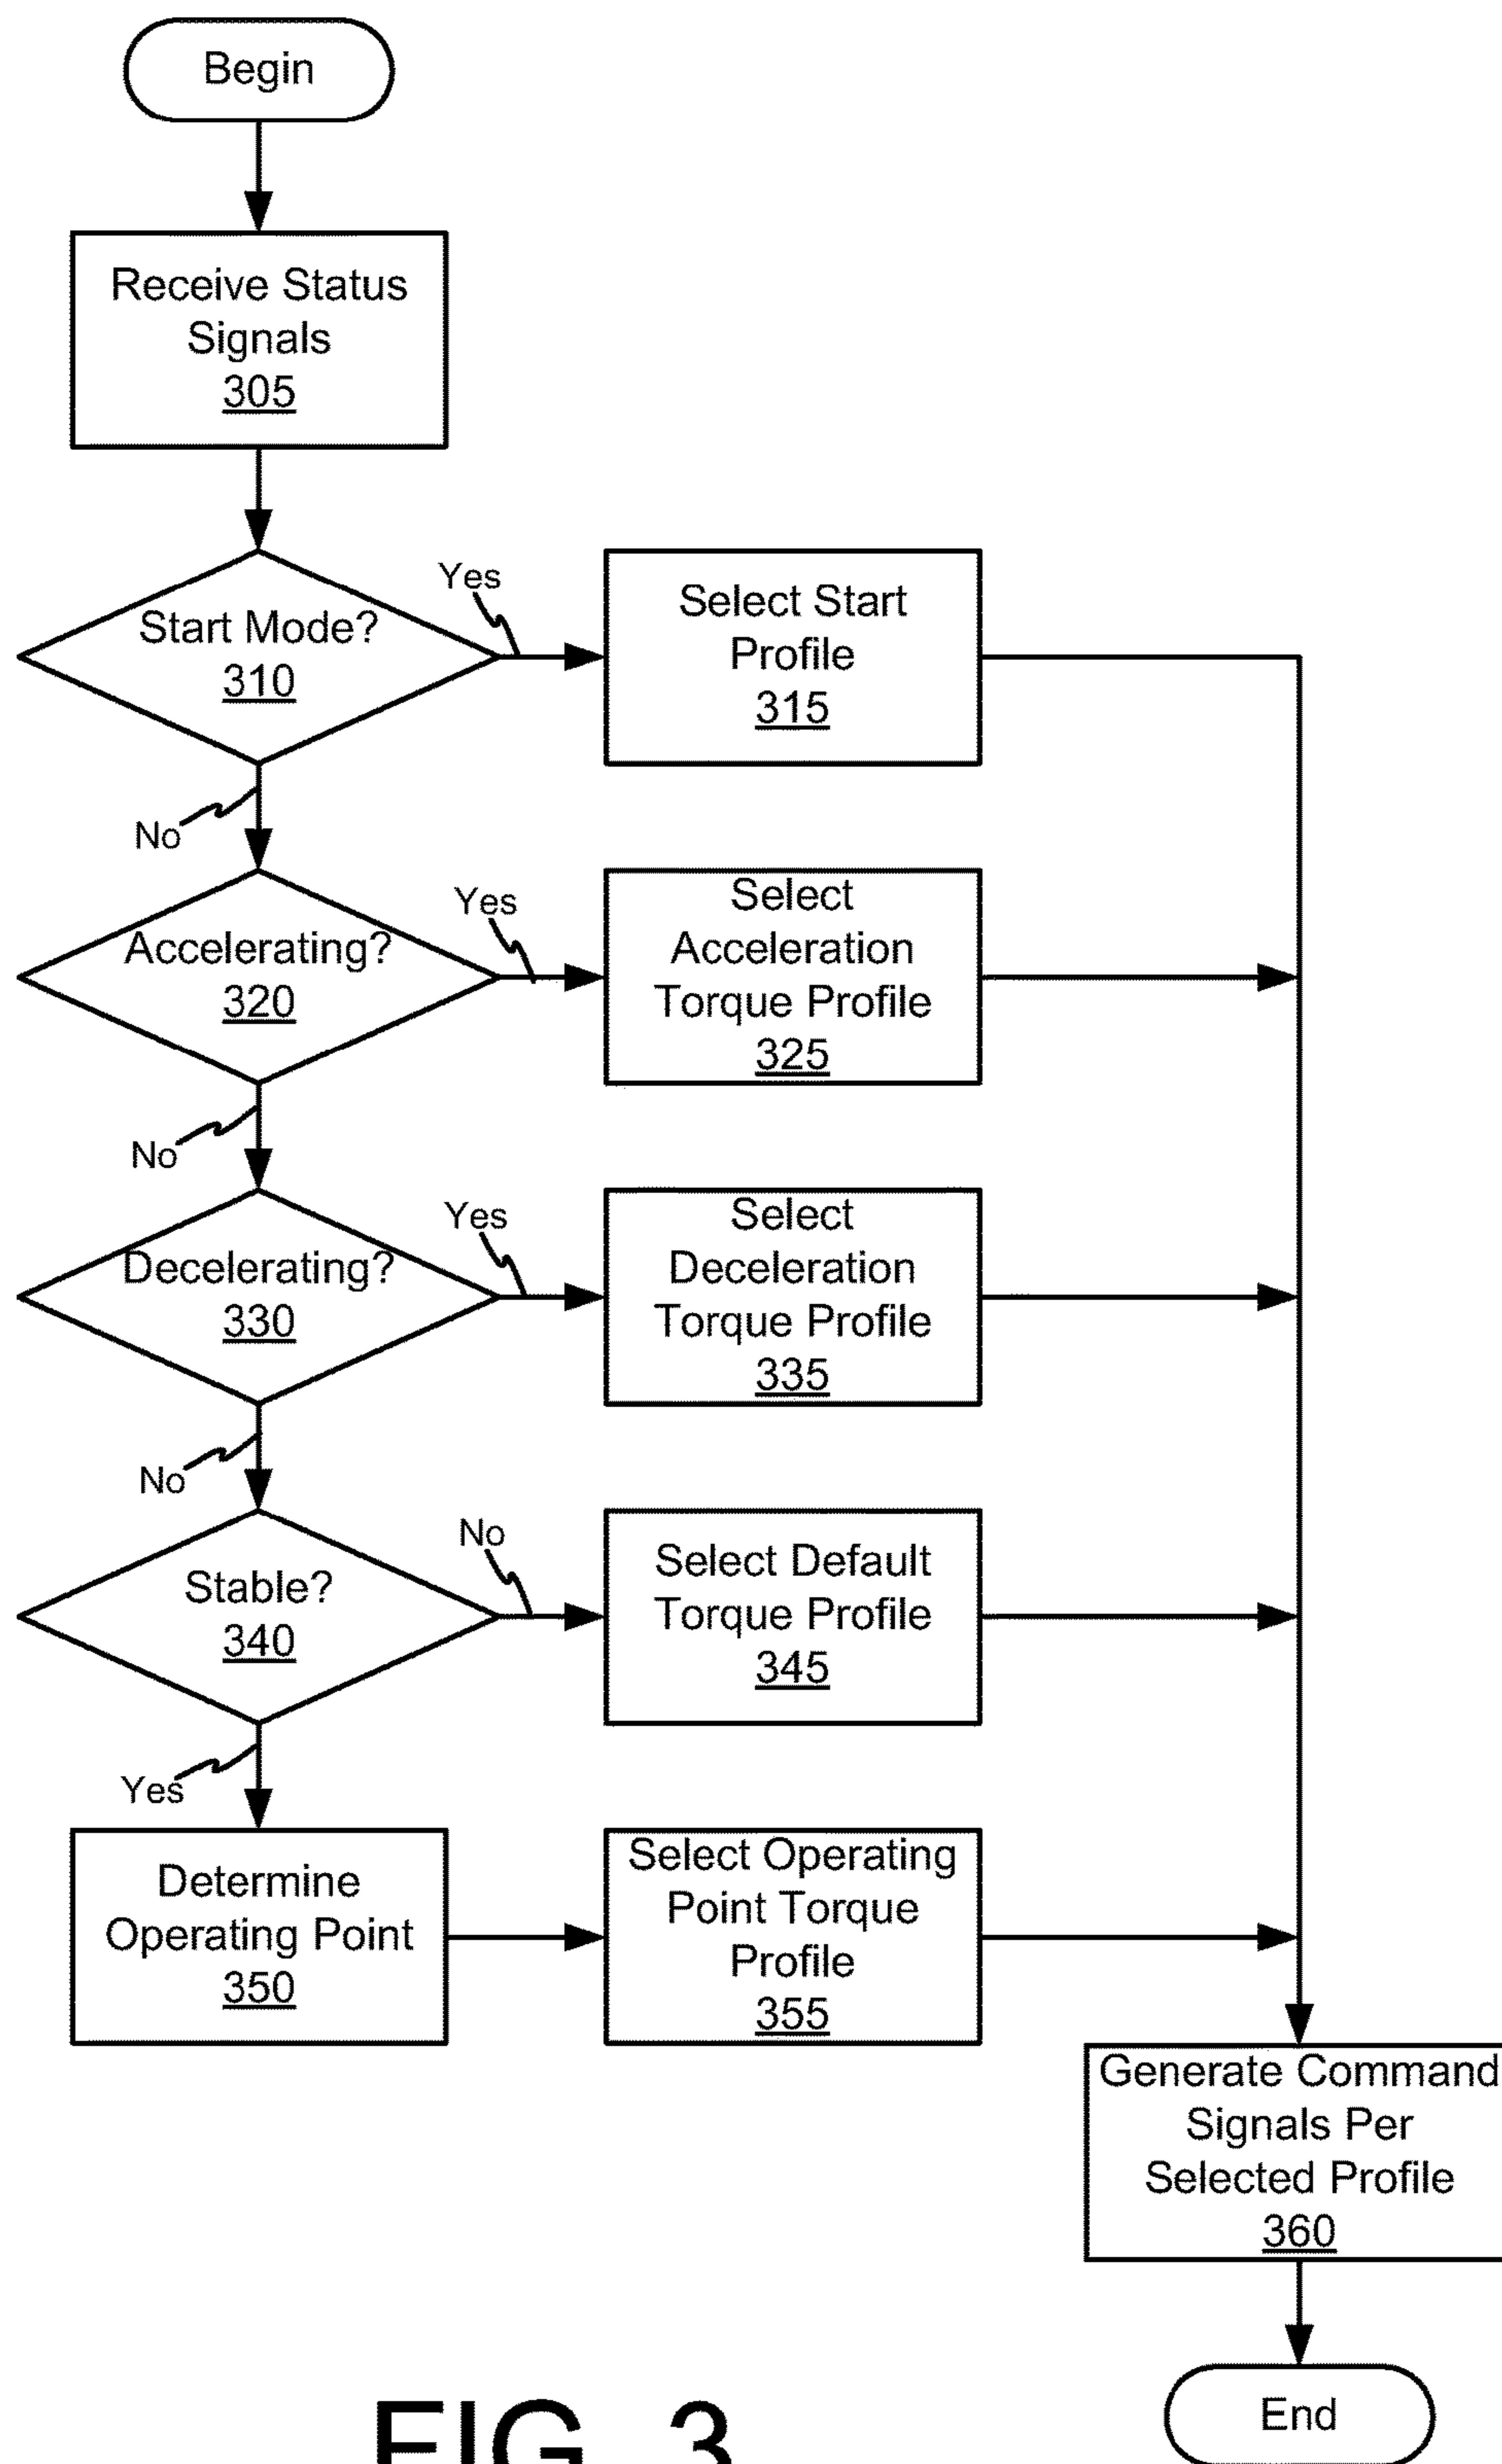 Begin
Receive Status
Signals
305
Start Mode?
310
Yes
No
Select Start
Profile
315
Accelerating?
320
Yes
No
Select
Acceleration
Torque Profile
325
Decelerating?
330
Yes
No
Select
Deceleration
Torque Profile
335
Stable?
340
No
Yes
Select Default
Torque Profile
345
Determine
Operating Point
350
Select Operating
Point Torque
Profile
355
Generate Command
Signals Per
Selected Profile
360
End
FIG. 3